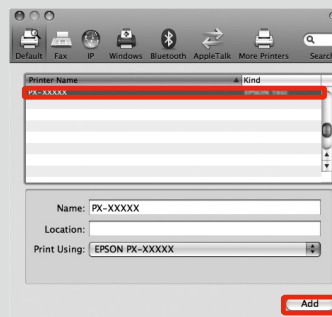 Default Fax IP Windows Bluetooth AppleTalk More Printers Search
Printer Name Kind
PX-XXXXX EPSON
Name: PX-XXXXX
Location:
Print Using: EPSON PX-XXXXX
Add